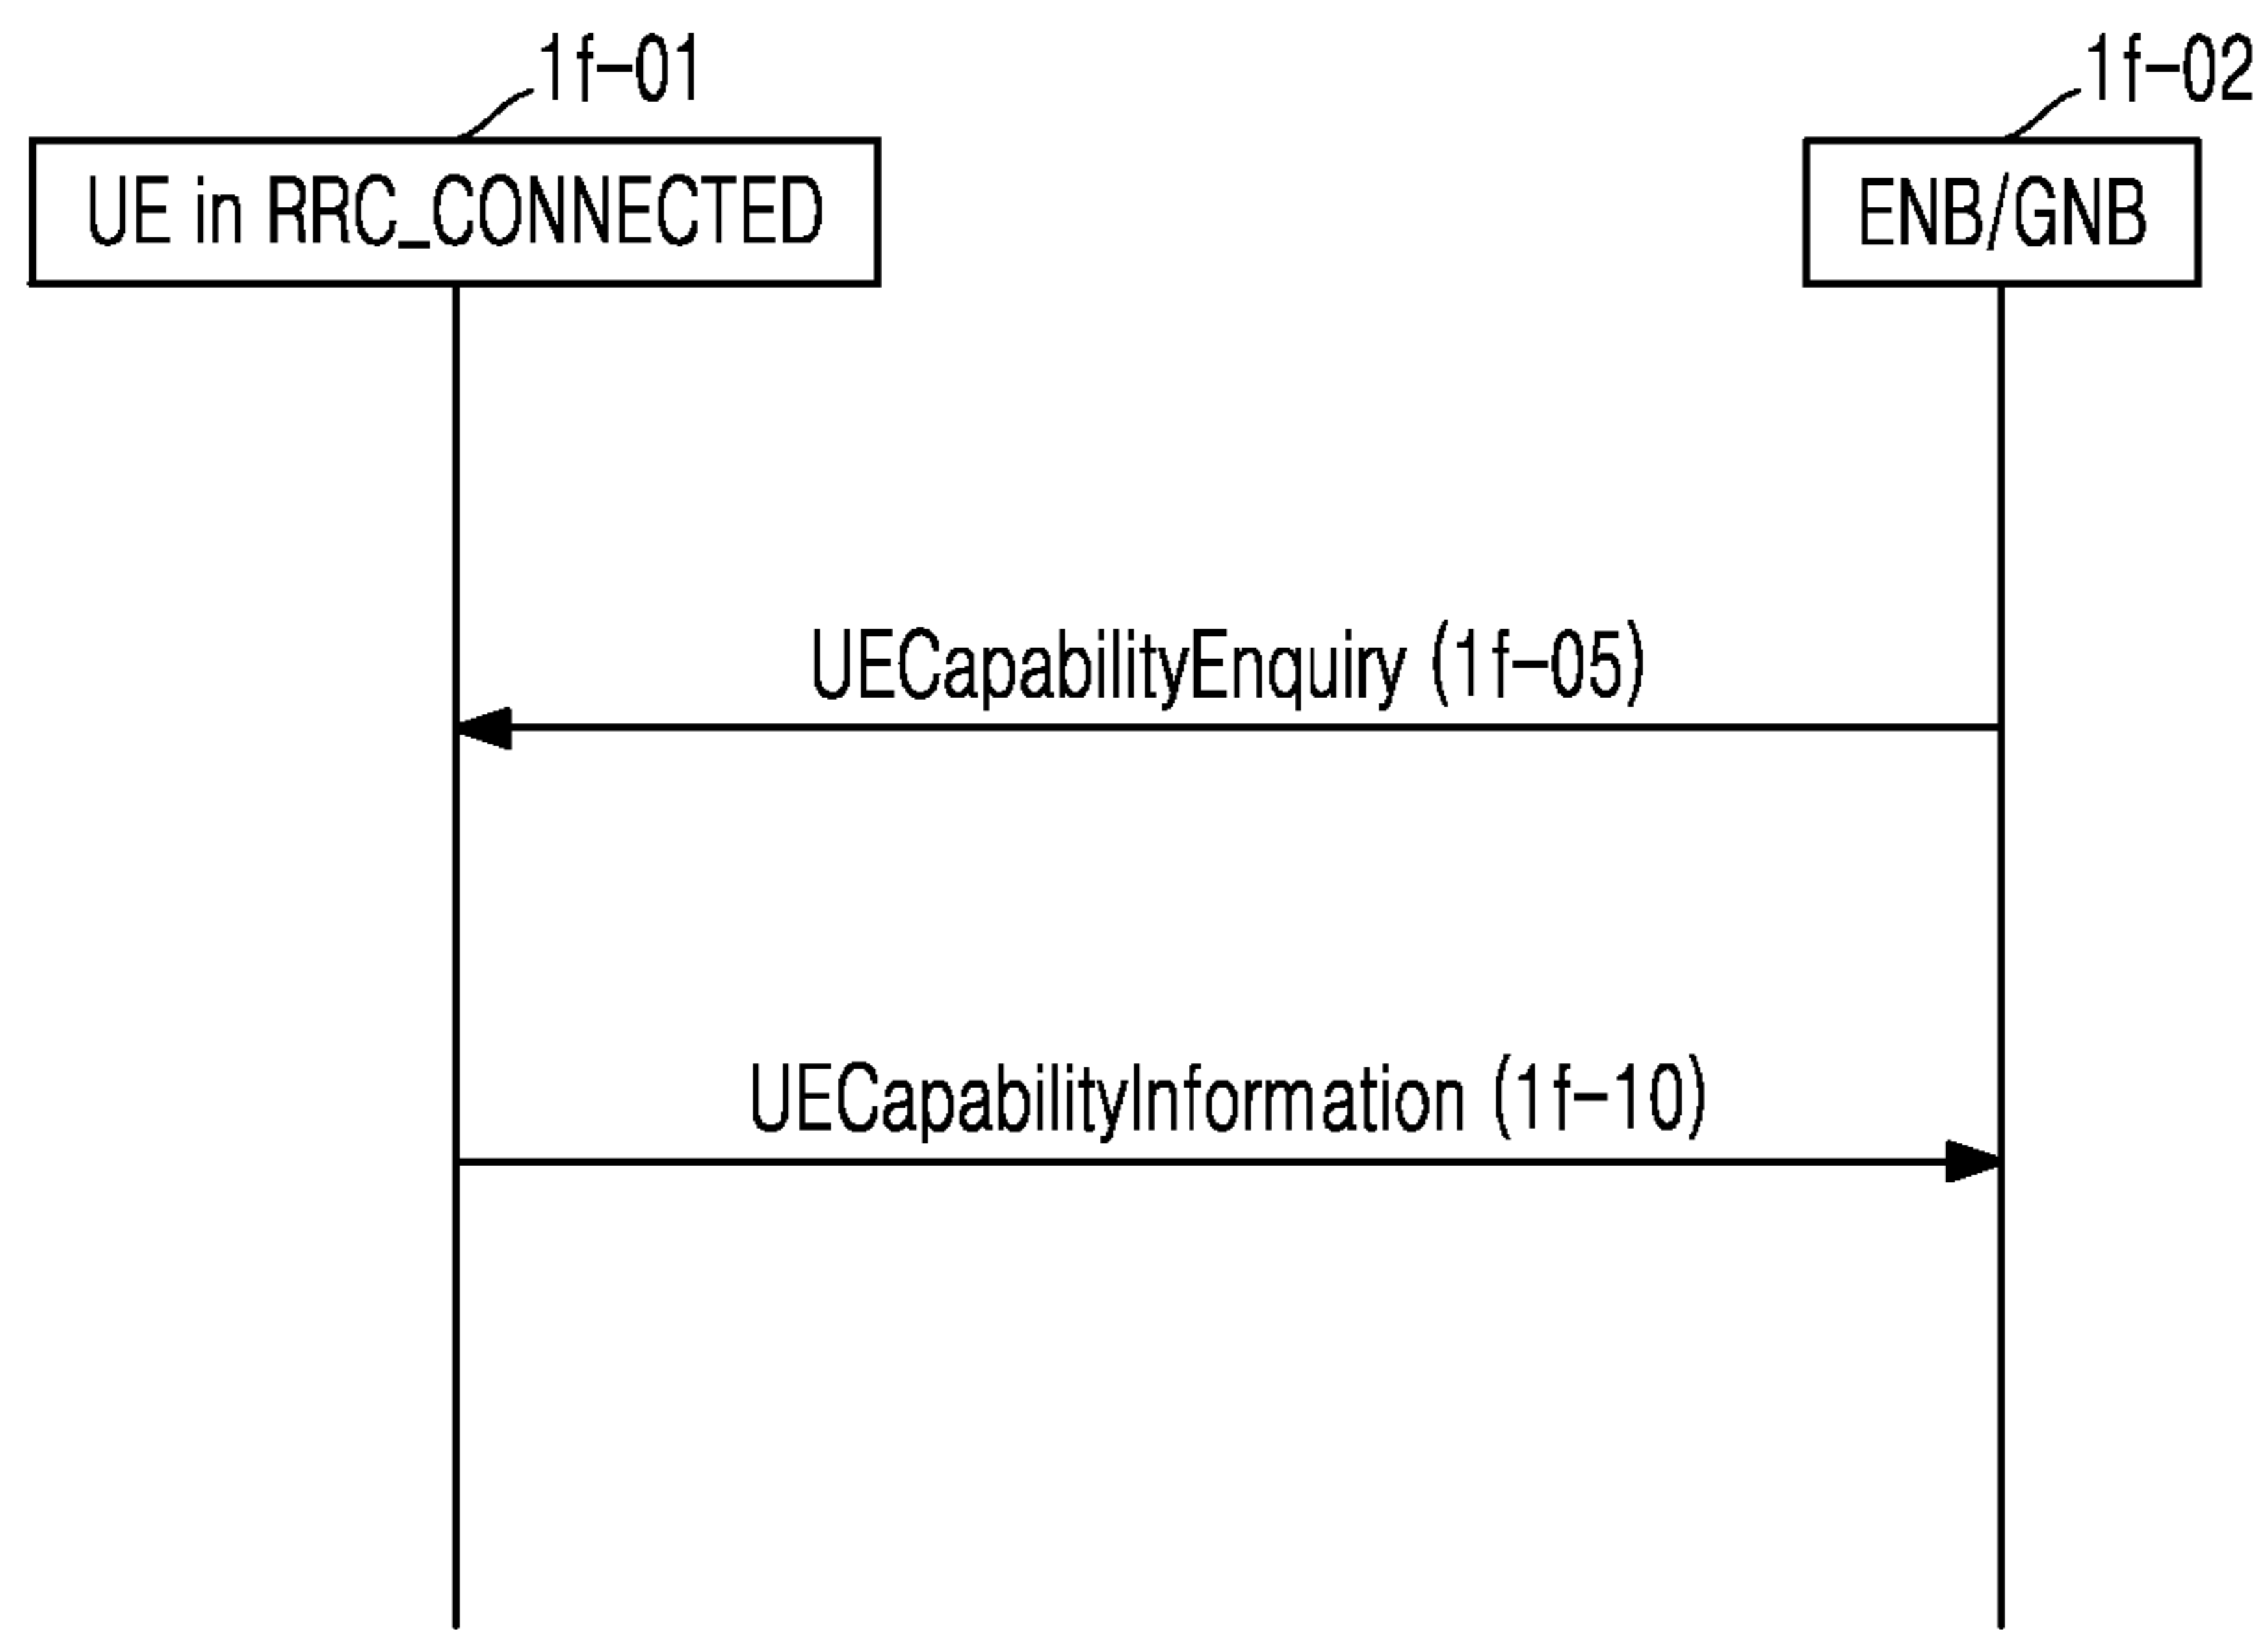 1f-01
1f-02
UE in RRC_CONNECTED
ENB/GNB
UECapabilityEnquiry (1f-05)
UECapabilityInformation (1f-10)